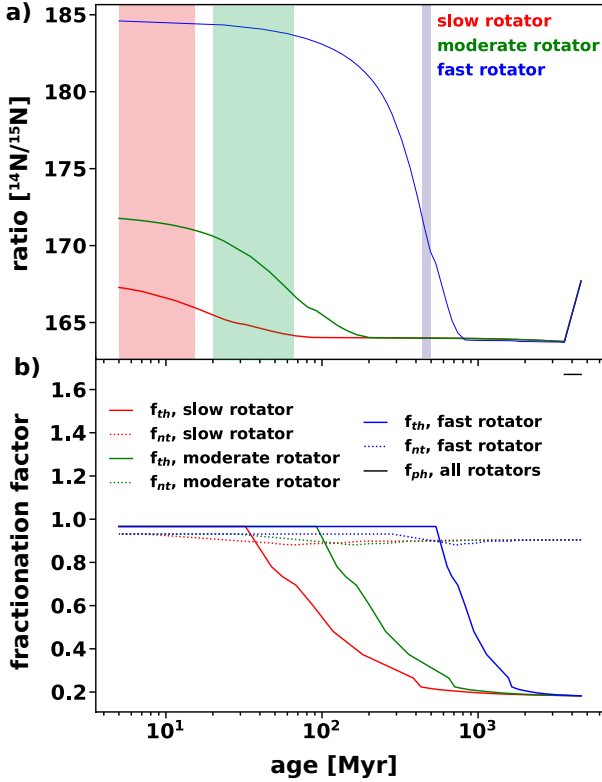 a)
slow rotator
moderate rotator
fast rotator
ratio [¹⁴N/¹⁵N]
185
180
175
170
165
b)
fractionation factor
1.6
1.4
1.2
1.0
0.8
0.6
0.4
0.2
f_th, slow rotator
f_nt, slow rotator
f_th, moderate rotator
f_nt, moderate rotator
f_th, fast rotator
f_nt, fast rotator
f_ph, all rotators
10¹ 10² 10³
age [Myr]